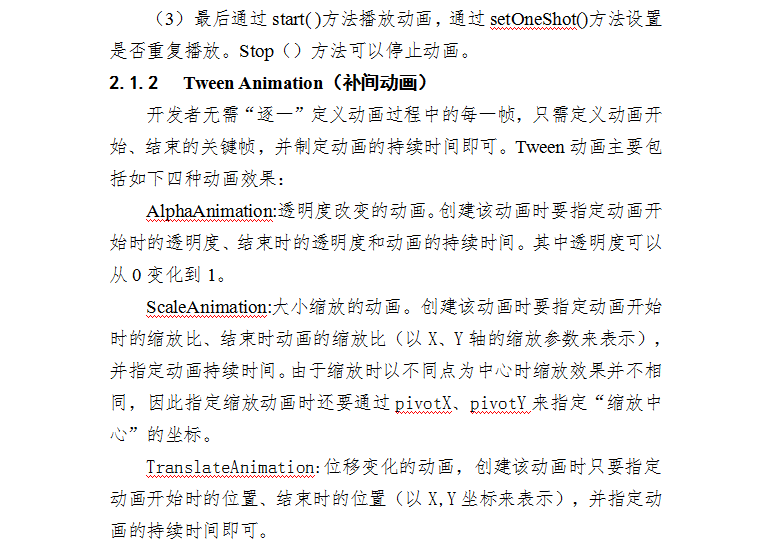 （3）最后通过 start( )方法播放动画，通过 setOneShot()方法设置
是否重复播放。Stop（）方法可以停止动画。
2.1.2 Tween Animation（补间动画）
开发者无需“逐一”定义动画过程中的每一帧，只需定义动画开
始、结束的关键帧，并制定动画的持续时间即可。Tween 动画主要包
括如下四种动画效果：
AlphaAnimation:透明度改变的动画。创建该动画时要指定动画开
始时的透明度、结束时的透明度和动画的持续时间。其中透明度可以
从 0 变化到 1。
ScaleAnimation:大小缩放的动画。创建该动画时要指定动画开始
时的缩放比、结束时动画的缩放比（以 X、Y 轴的缩放参数来表示），
并指定动画持续时间。由于缩放时以不同点为中心时缩放效果并不相
同，因此指定缩放动画时还要通过 pivotX、pivotY 来指定“缩放中
心”的坐标。
TranslateAnimation:位移变化的动画，创建该动画时只要指定
动画开始时的位置、结束时的位置（以 X,Y 坐标来表示），并指定动
画的持续时间即可。